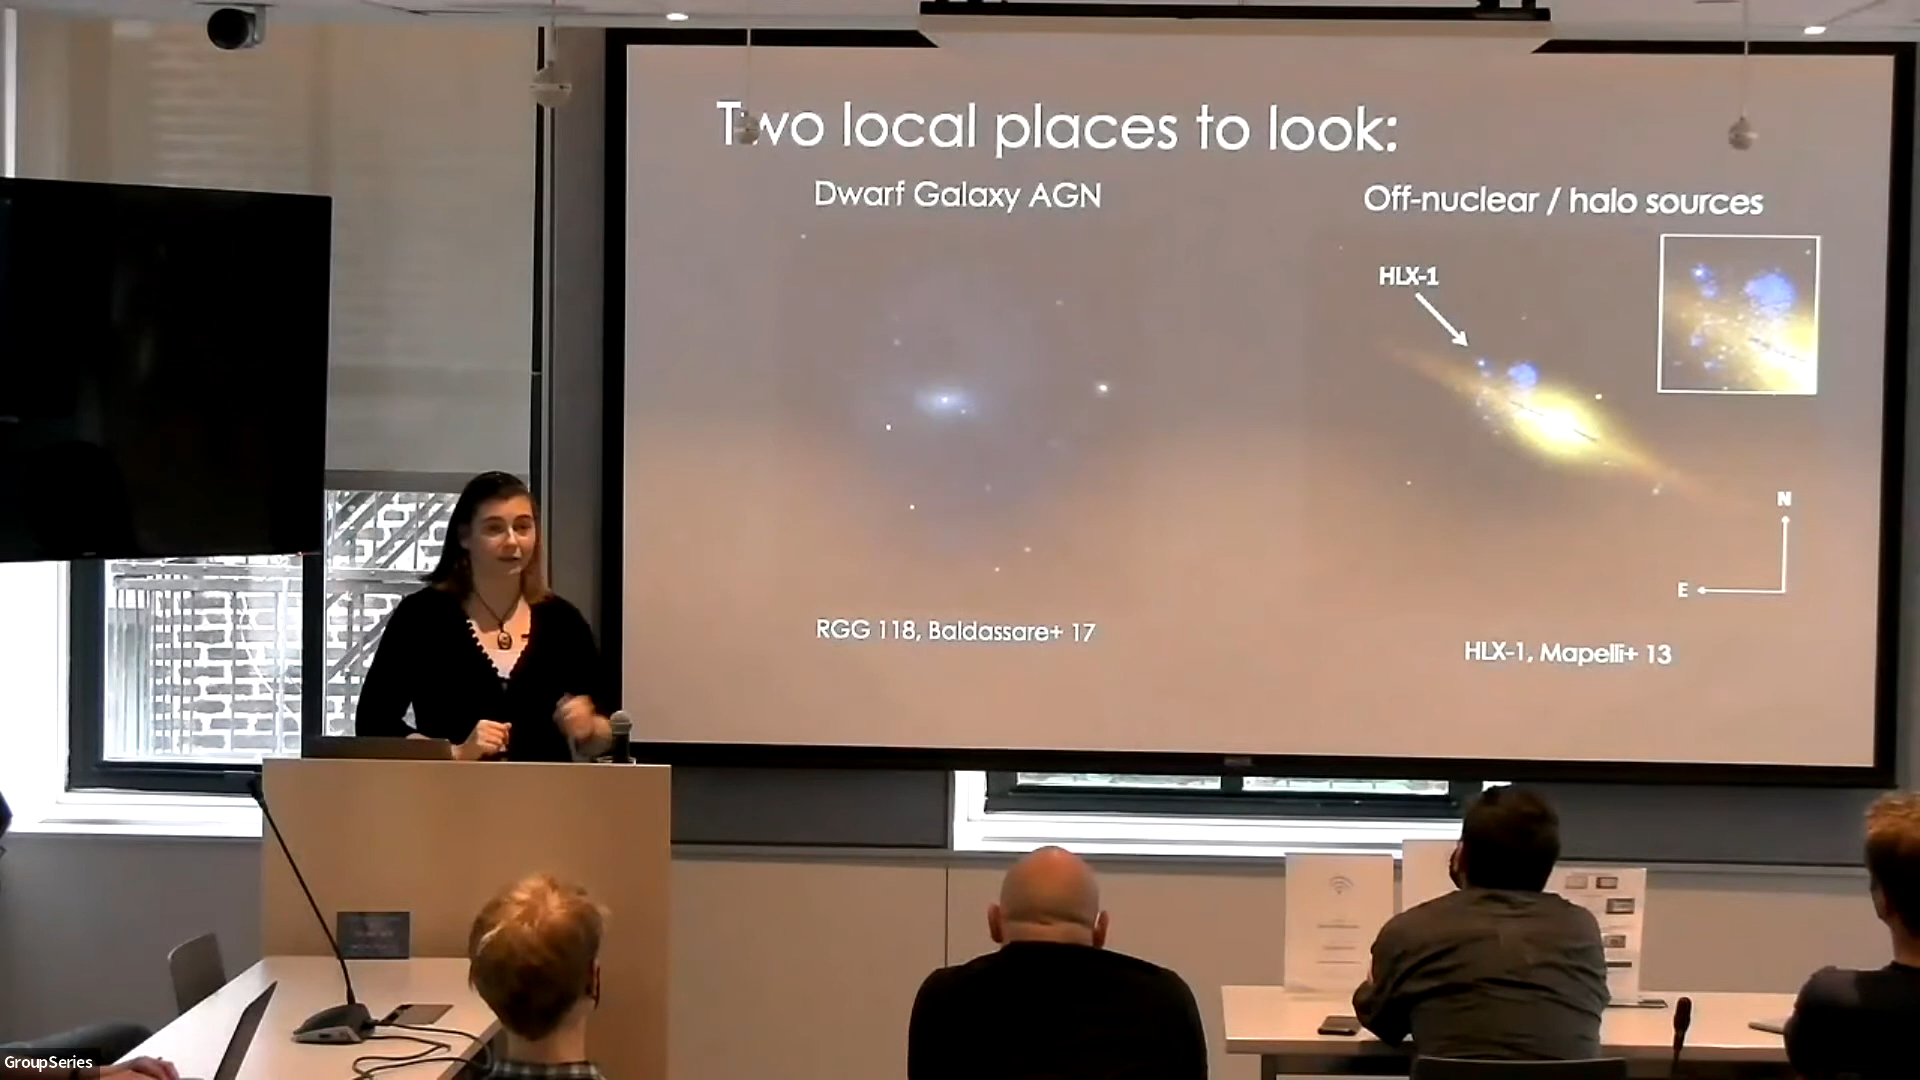 Two local places to look:
Dwarf Galaxy AGN
Off-nuclear / halo sources
HLX-1
N
E
RGG 118, Baldassare+ 17
HLX-1, Mapelli+ 13
GroupSeries